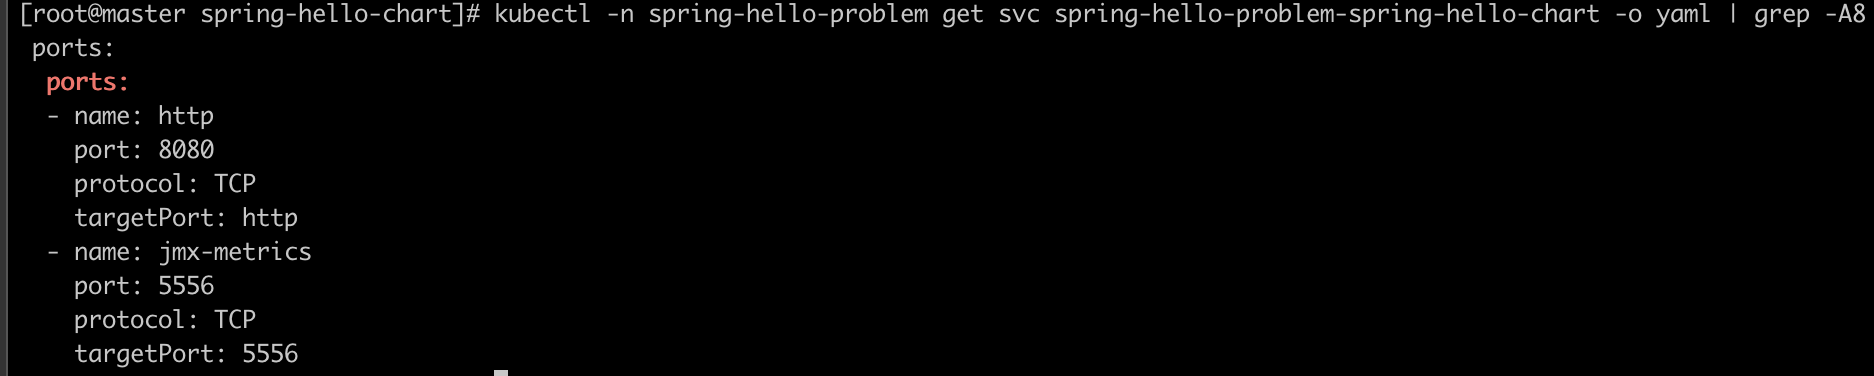 [root@master spring-hello-chart]# kubectl -n spring-hello-problem get svc spring-hello-problem-spring-hello-chart -o yaml | grep -A8
ports:
ports:
- name: http
port: 8080
protocol: TCP
targetPort: http
- name: jmx-metrics
port: 5556
protocol: TCP
targetPort: 5556